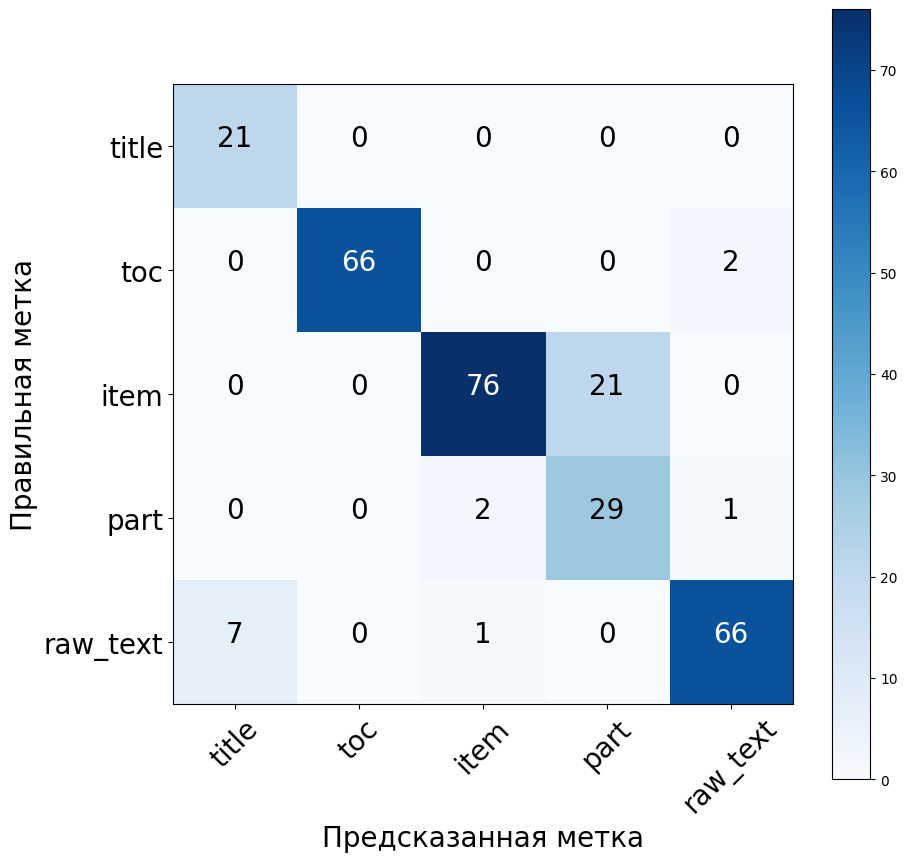 Правильная метка
title 21 0 0 0 0
toc 0 66 0 0 2
item 0 0 76 21 0
part 0 0 2 29 1
raw_text 7 0 1 0 66
title toc item part raw_text
Предсказанная метка
70
60
50
40
30
20
10
0